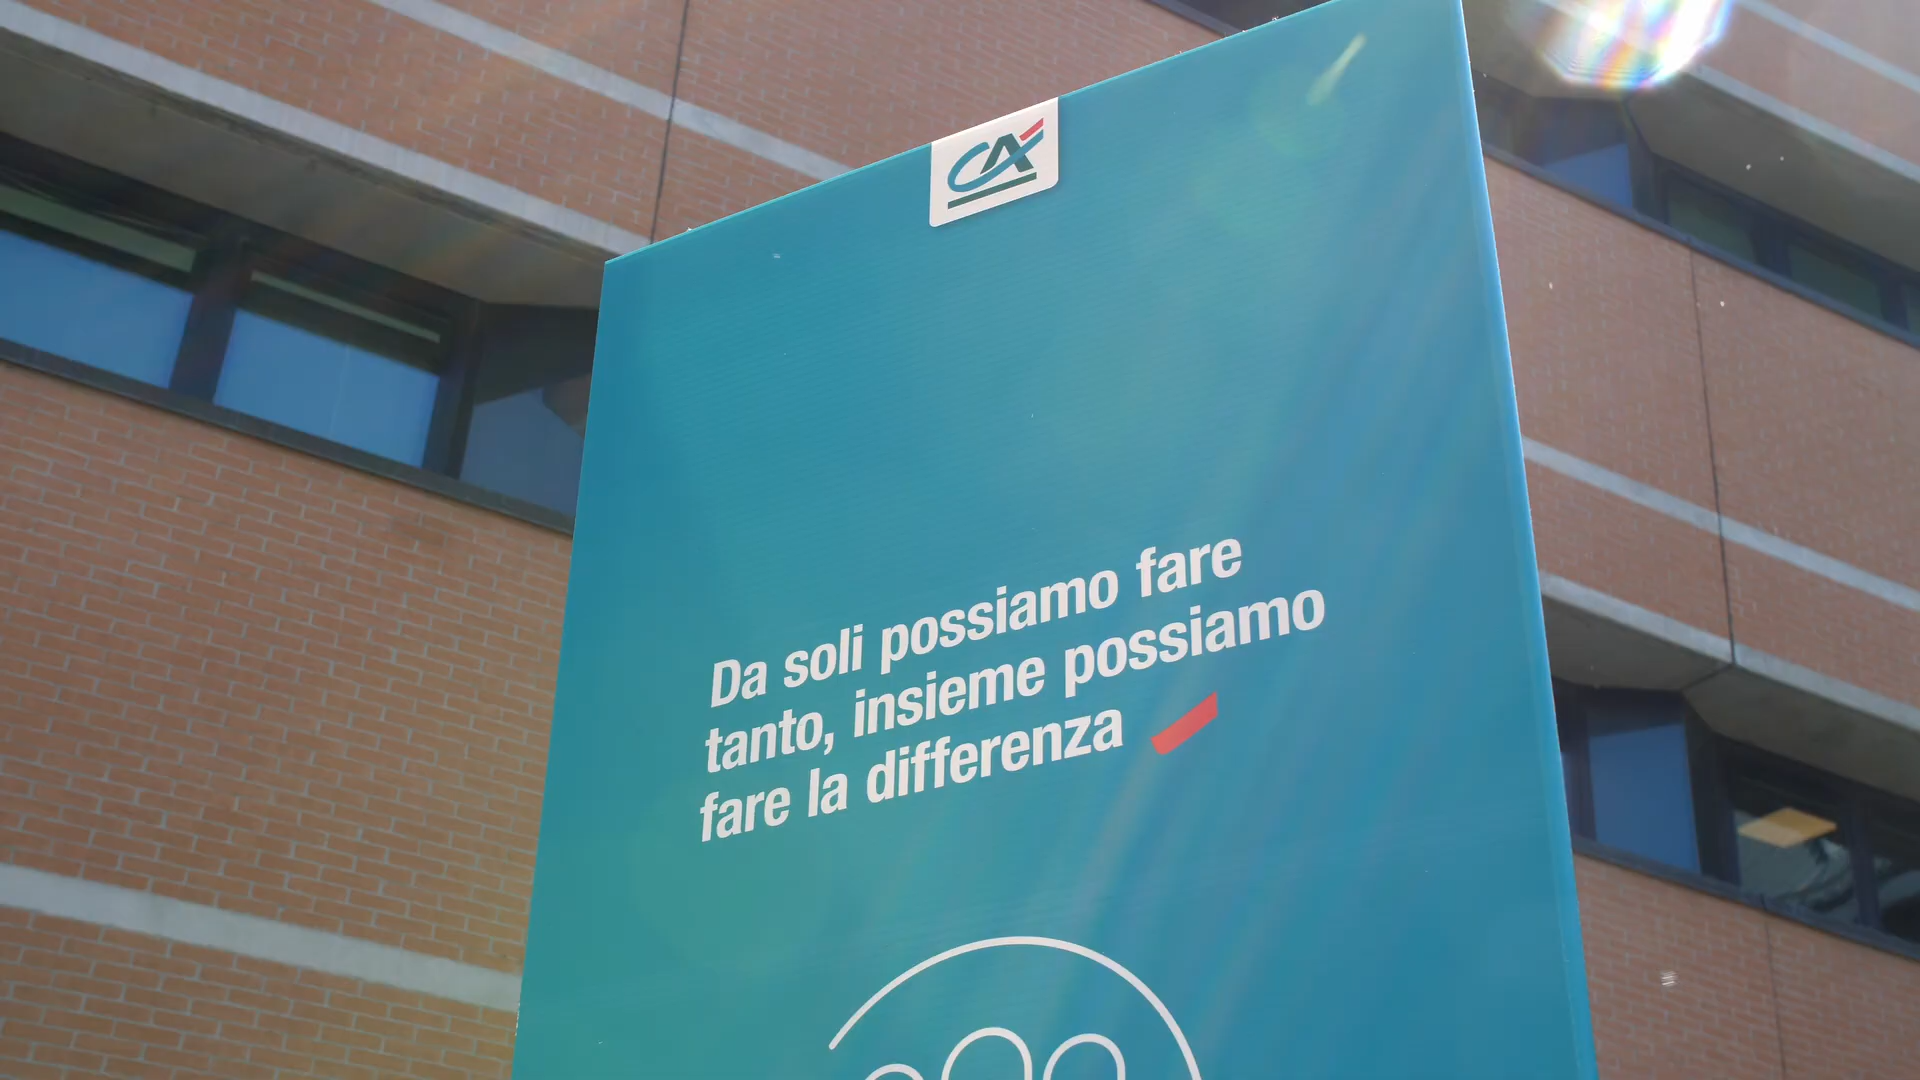 CA
Da soli possiamo fare
tanto, insieme possiamo
fare la differenza